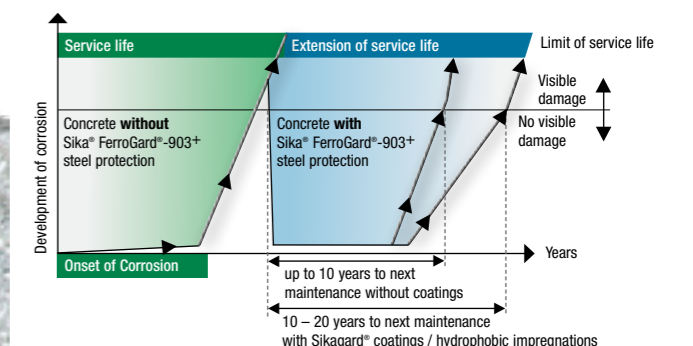 Service life
Extension of service life
Limit of service life
Visible
damage
No visible
damage
Concrete without
Sika® FerroGard®-903+
steel protection
Concrete with
Sika® FerroGard®-903+
steel protection
Development of corrosion
Years
Onset of Corrosion
up to 10 years to next
maintenance without coatings
10 – 20 years to next maintenance
with Sikagard® coatings / hydrophobic impregnations